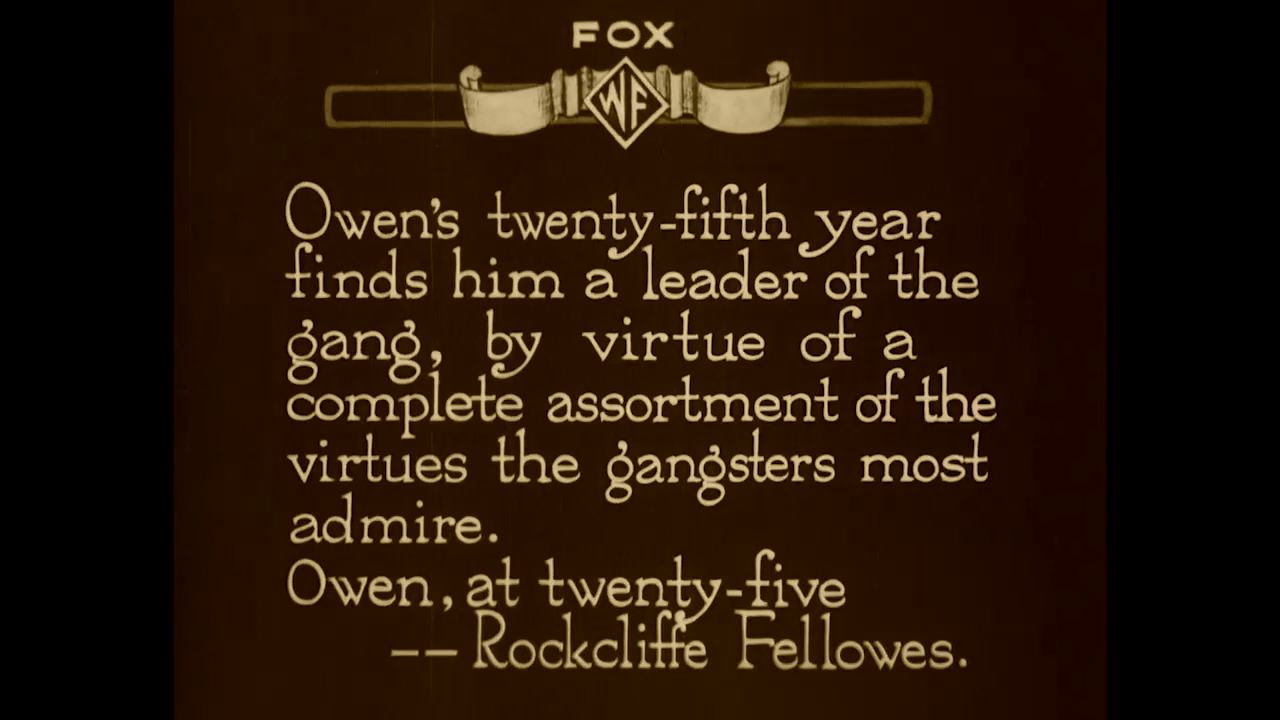 FOX
WF
Owen's twenty-fifth year
finds him a leader of the
gang, by virtue of a
complete assortment of the
virtues the gangsters most
admire.
Owen, at twenty-five
-- Rockcliffe Fellowes.